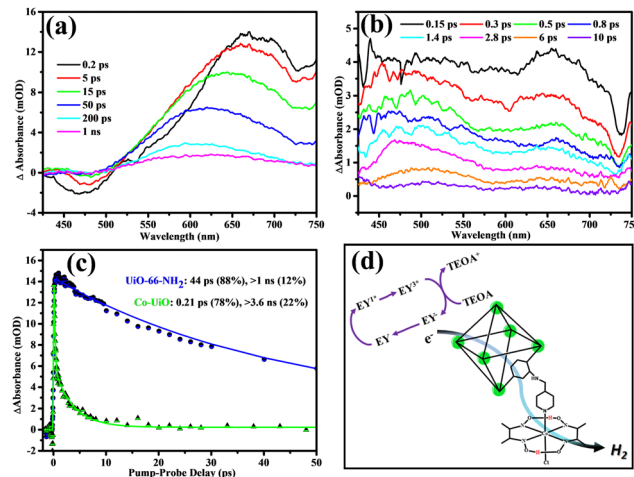 (a)
Δ Absorbance (mOD)
16
12
8
4
0
-4
0.2 ps
5 ps
15 ps
50 ps
200 ps
1 ns
450 500 550 600 650 700 750
Wavelength (nm)
(b)
ΔAbsorbance (mOD)
5
4
3
2
1
0
0.15 ps 0.3 ps 0.5 ps 0.8 ps
1.4 ps 2.8 ps 6 ps 10 ps
450 500 550 600 650 700 750
Wavelength (nm)
(c)
ΔAbsorbance (mOD)
16
14
12
10
8
6
4
2
0
-2
UiO-66-NH2: 44 ps (88%), >1 ns (12%)
Co-UiO: 0.21 ps (78%), >3.6 ns (22%)
0 10 20 30 40 50
Pump-Probe Delay (ps)
(d)
TEOA+
EY1* EY3*
TEOA
EY-
EY
e-
HN
N
O H O
N N
N N
O H O
Cl
H2